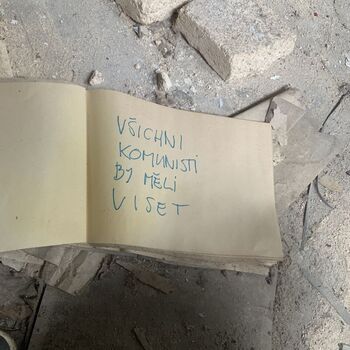 VŠICHNI
KOMUNISTI
BY MĚLI
VISET